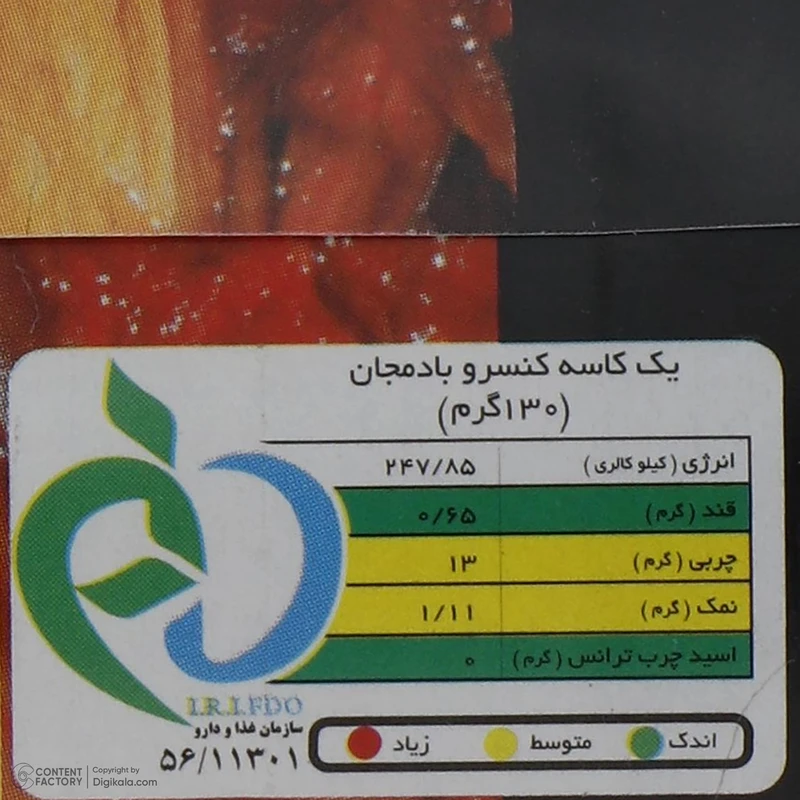 یک کاسه کنسرو بادمجان
(۱۳۰گرم)
انرژی (کیلو کالری) ۲۴۷/۸۵
قند (گرم) ۰/۶۵
چربی (گرم) ۱۳
نمک (گرم) ۱/۱۱
اسید چرب ترانس (گرم) ۰
I.R.I.FDO
سازمان غذا و دارو
۵۶/۱۱۳۰۱
اندک متوسط زیاد
CONTENT FACTORY
Copyright by
Digikala.com